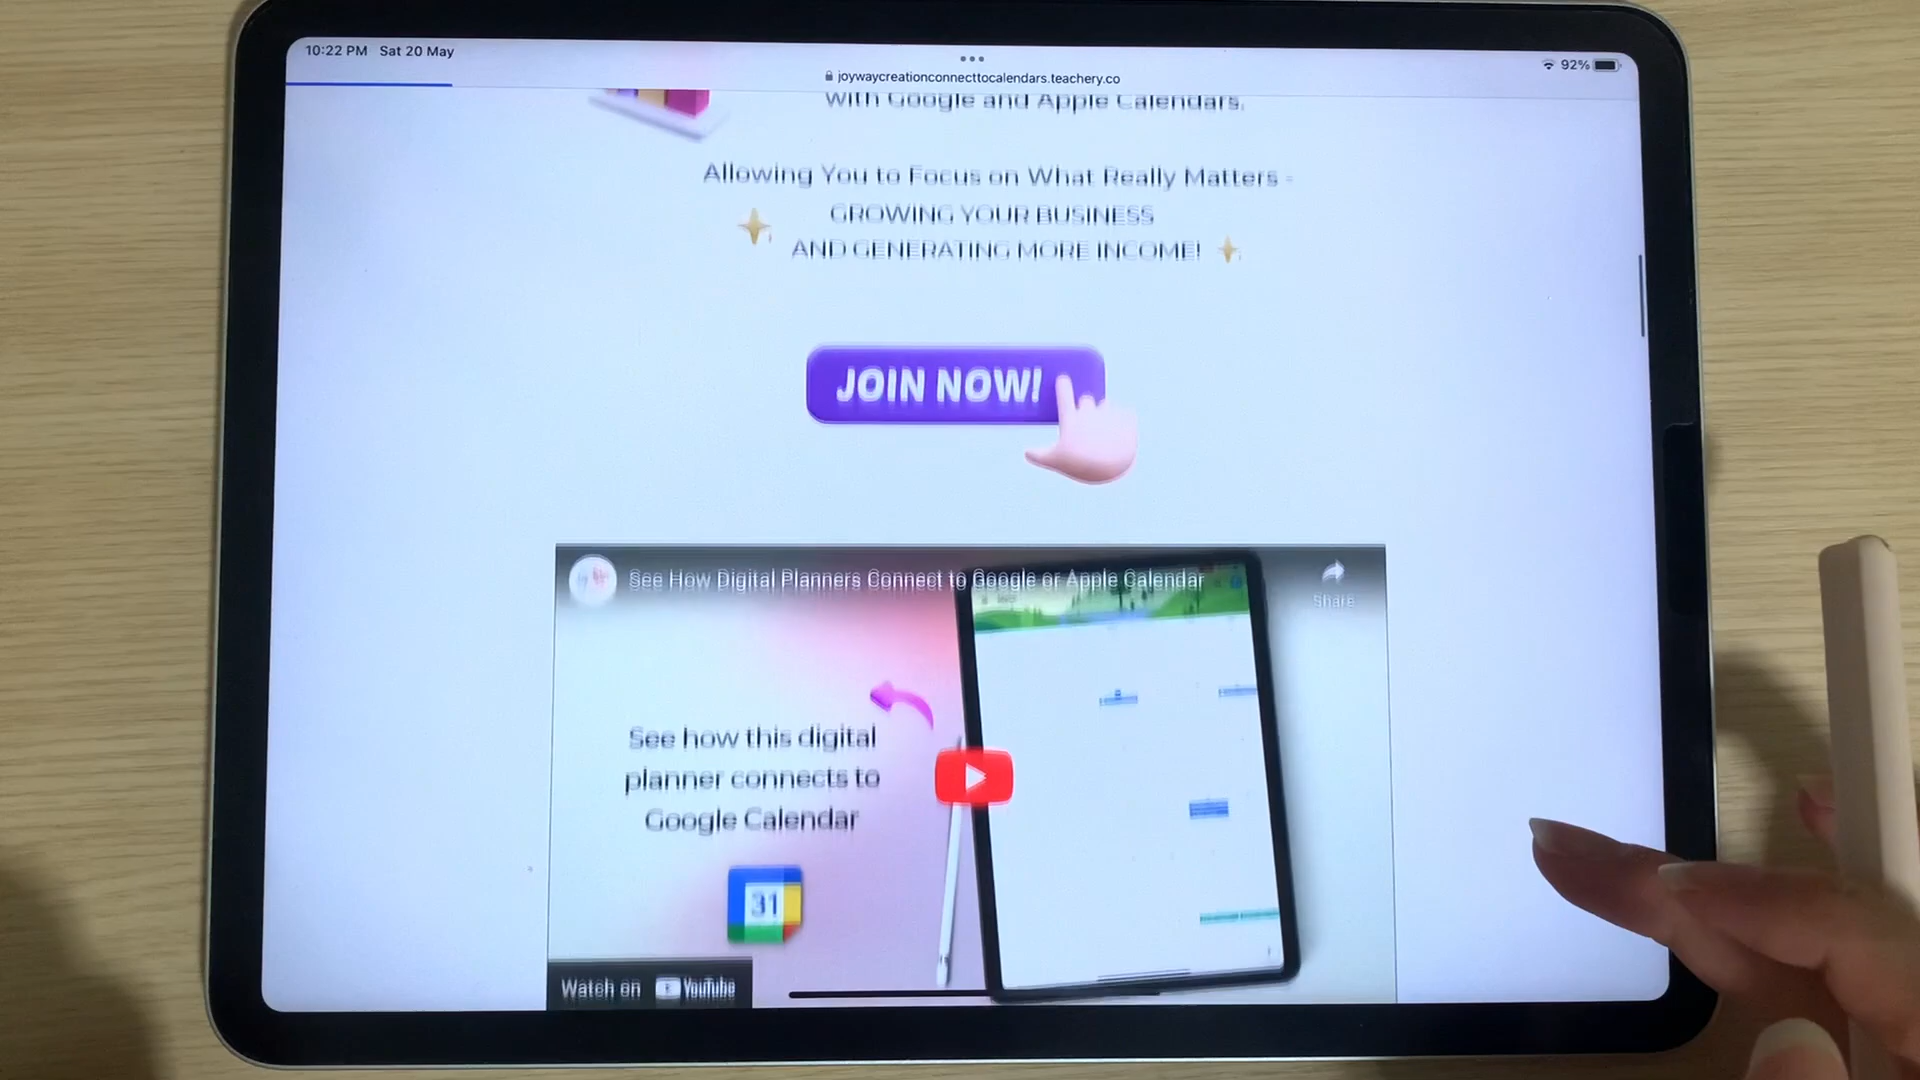 10:22 PM Sat 20 May
92%
joywaycreationconnecttocalendars.teachery.co
With Google and Apple Calendars,
Allowing You to Focus on What Really Matters -
GROWING YOUR BUSINESS
AND GENERATING MORE INCOME!
JOIN NOW!
See How Digital Planners Connect to Google or Apple Calendar
Share
See how this digital
planner connects to
Google Calendar
31
Watch on YouTube